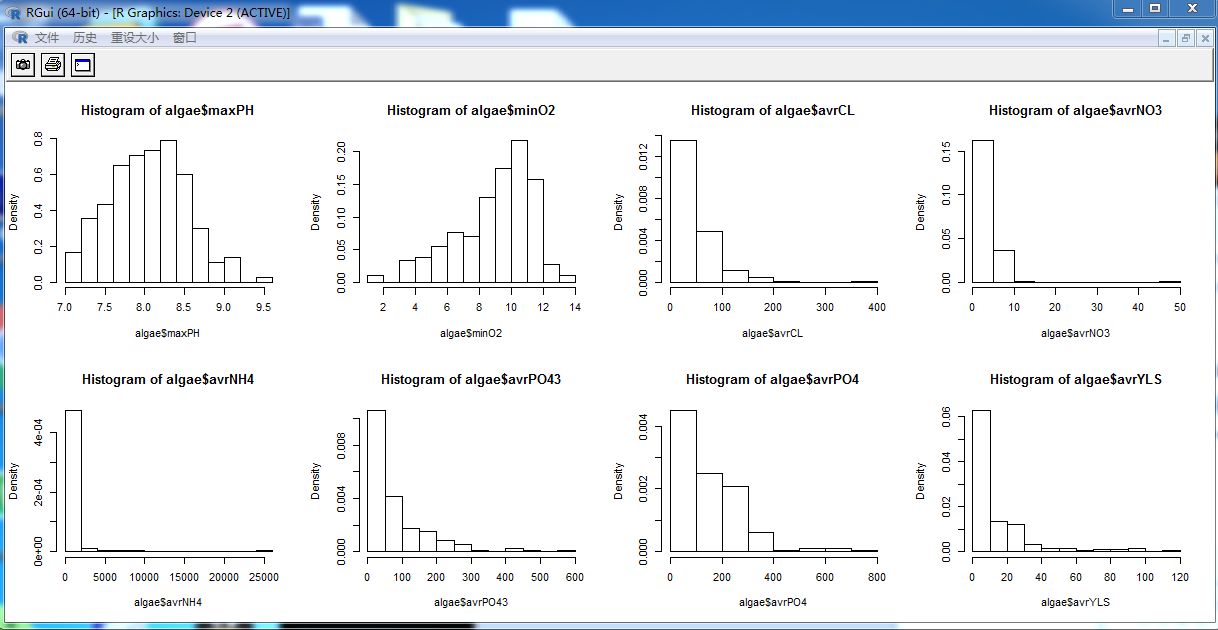 RGui (64-bit) - [R Graphics: Device 2 (ACTIVE)]
文件 历史 重设大小 窗口
Histogram of algae$maxPH
Density
0.0 0.2 0.4 0.6 0.8
7.0 7.5 8.0 8.5 9.0 9.5
algae$maxPH
Histogram of algae$minO2
Density
0.00 0.05 0.10 0.15 0.20
2 4 6 8 10 12 14
algae$minO2
Histogram of algae$avrCL
Density
0.000 0.004 0.008 0.012
0 100 200 300 400
algae$avrCL
Histogram of algae$avrNO3
Density
0.00 0.05 0.10 0.15
0 10 20 30 40 50
algae$avrNO3
Histogram of algae$avrNH4
Density
0e+00 2e-04 4e-04
0 5000 10000 15000 20000 25000
algae$avrNH4
Histogram of algae$avrPO43
Density
0.000 0.004 0.008
0 100 200 300 400 500 600
algae$avrPO43
Histogram of algae$avrPO4
Density
0.000 0.002 0.004
0 200 400 600 800
algae$avrPO4
Histogram of algae$avrYLS
Density
0.00 0.02 0.04 0.06
0 20 40 60 80 100 120
algae$avrYLS